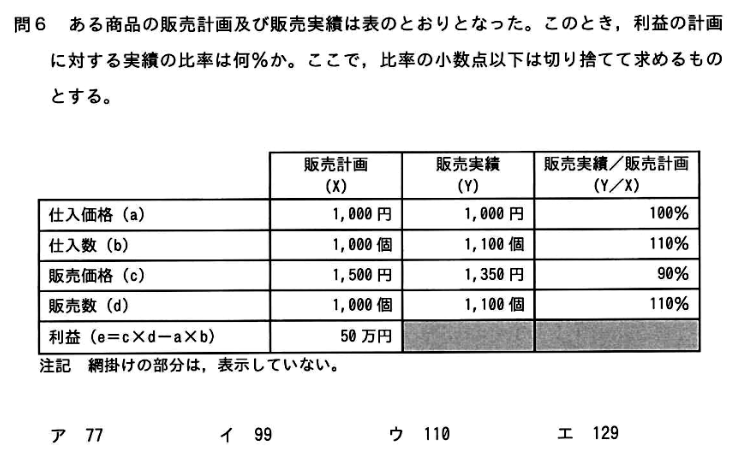 問6 ある商品の販売計画及び販売実績は表のとおりとなった。このとき，利益の計画
に対する実績の比率は何％か。ここで，比率の小数点以下は切り捨てて求めるもの
とする。
販売計画 販売実績 販売実績／販売計画
(X) (Y) (Y／X)
仕入価格 (a) 1,000 円 1,000 円 100%
仕入数 (b) 1,000 個 1,100 個 110%
販売価格 (c) 1,500 円 1,350 円 90%
販売数 (d) 1,000 個 1,100 個 110%
利益 (e＝c×d－a×b) 50 万円
注記 網掛けの部分は，表示していない。
ア 77 イ 99 ウ 110 エ 129